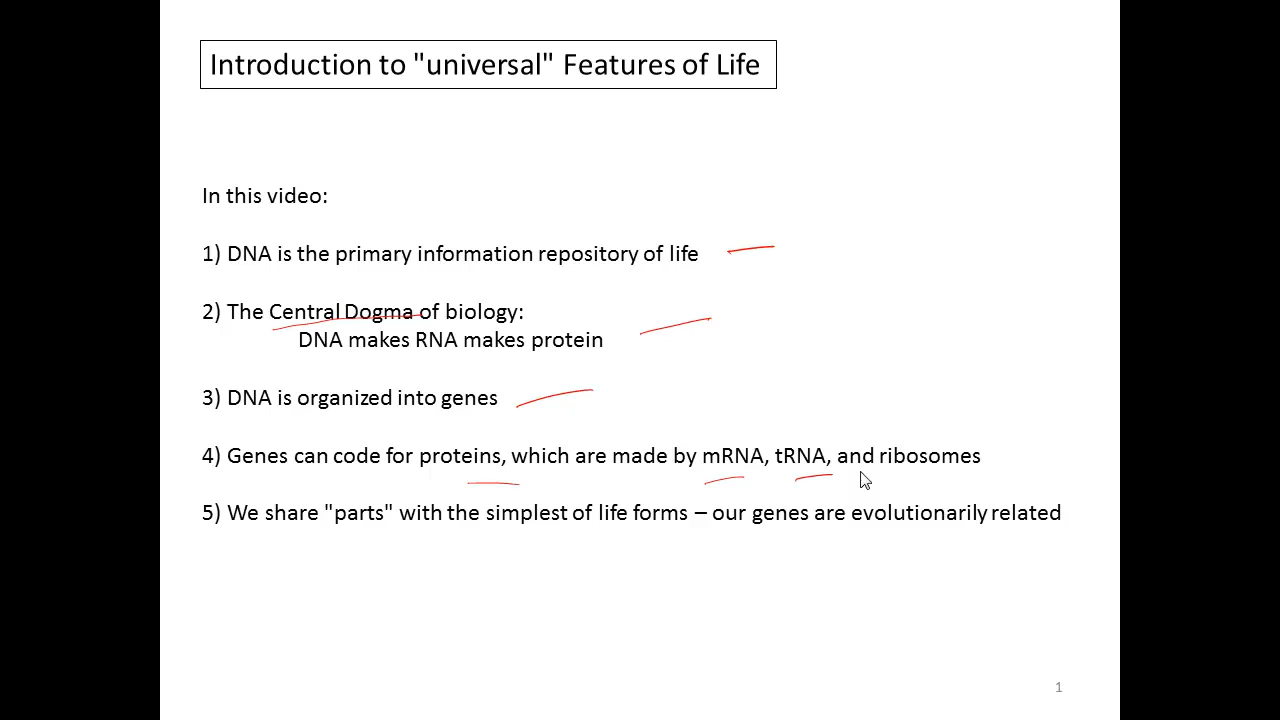 Introduction to "universal" Features of Life
In this video:
1) DNA is the primary information repository of life
2) The Central Dogma of biology:
DNA makes RNA makes protein
3) DNA is organized into genes
4) Genes can code for proteins, which are made by mRNA, tRNA, and ribosomes
5) We share "parts" with the simplest of life forms – our genes are evolutionarily related
1